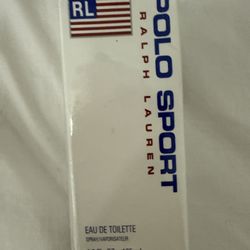 RL
POLO SPORT
RALPH LAUREN
EAU DE TOILETTE
SPRAY/VAPORISATEUR